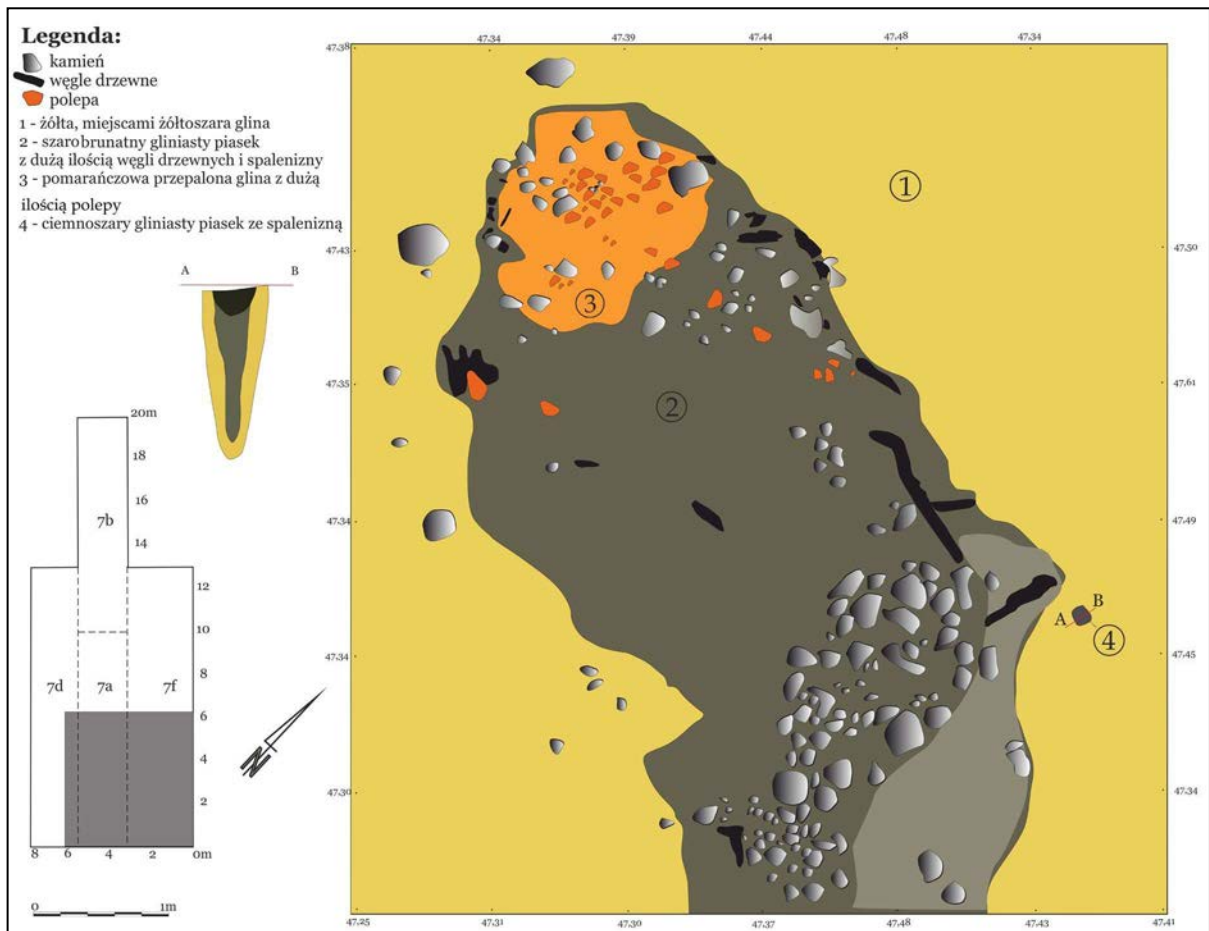 Legenda:
kamień
węgle drzewne
polepa
1 - żółta, miejscami żółtoszara glina
2 - szarobrunatny gliniasty piasek
z dużą ilością węgli drzewnych i spalenizny
3 - pomarańczowa przepalona glina z dużą
ilością polepy
4 - ciemnoszary gliniasty piasek ze spalenizną
A B
20m
18
16
7b
14
12
10
8
7d 7a 7f
6
4
2
8 6 4 2 0m
N
0 1m
47.38 47.34 47.39 47.44 47.48 47.34
1
47.43 47.50
3
47.35 47.61
2
47.34 47.49
B
A
4
47.34 47.45
47.30 47.34
47.25 47.31 47.39 47.37 47.48 47.43 47.41